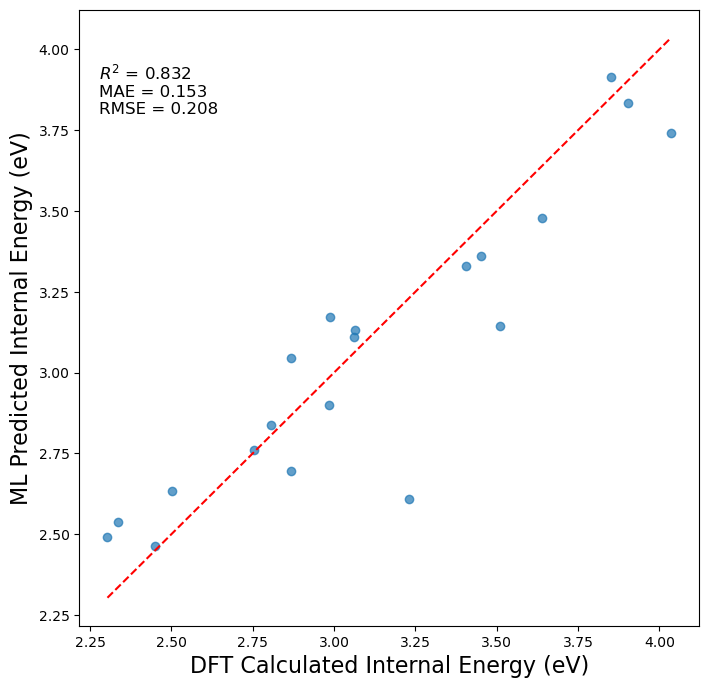 R² = 0.832
MAE = 0.153
RMSE = 0.208
ML Predicted Internal Energy (eV)
4.00
3.75
3.50
3.25
3.00
2.75
2.50
2.25
2.25 2.50 2.75 3.00 3.25 3.50 3.75 4.00
DFT Calculated Internal Energy (eV)